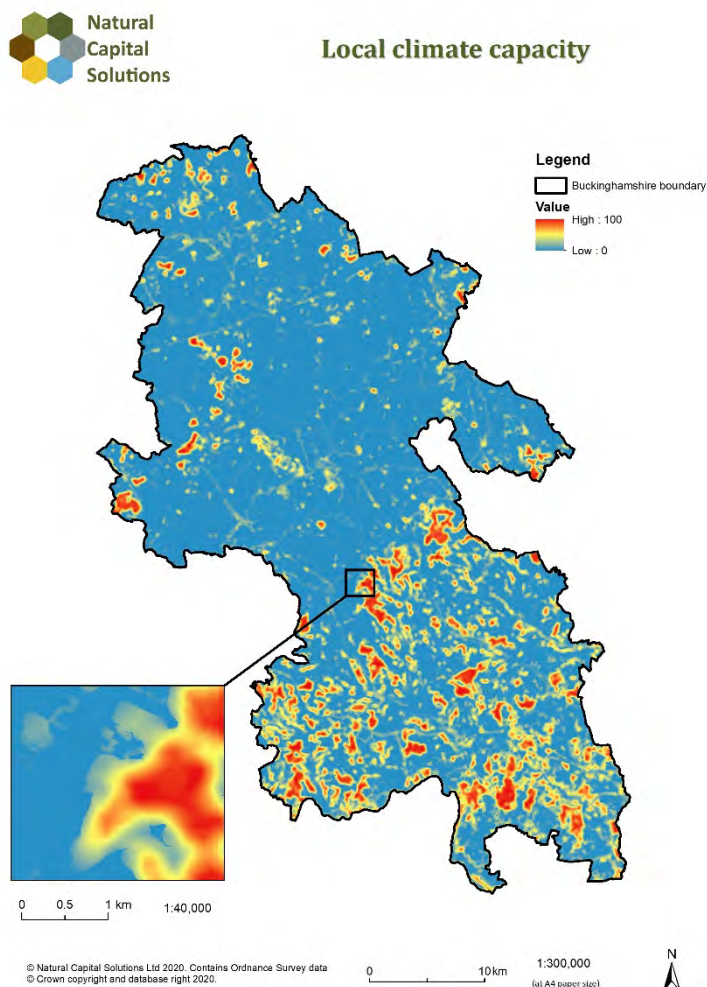 Natural
Capital
Solutions
Local climate capacity
Legend
Buckinghamshire boundary
Value
High : 100
Low : 0
0 0.5 1 km 1:40,000
© Natural Capital Solutions Ltd 2020. Contains Ordnance Survey data
© Crown copyright and database right 2020.
0 10 km
1:300,000
(at A4 paper size)
N